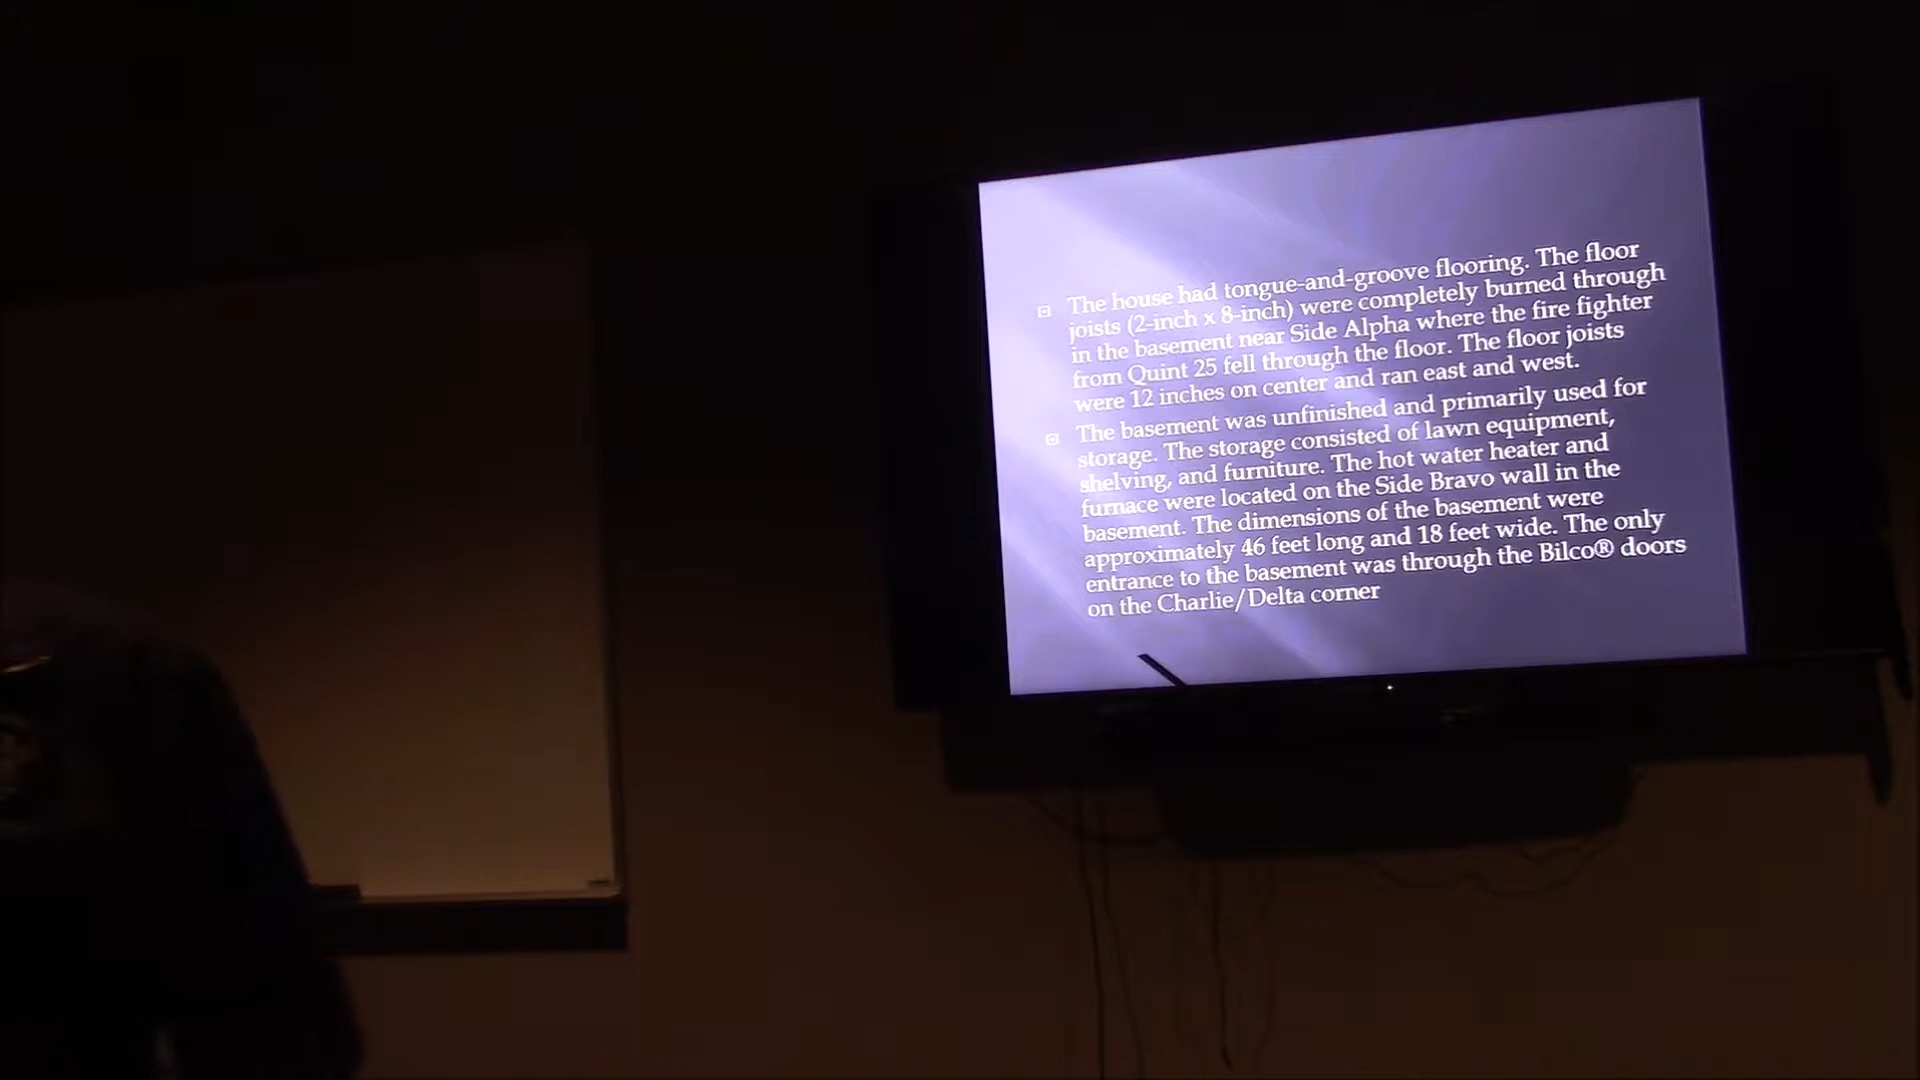 The house had tongue-and-groove flooring. The floor
joists (2-inch x 8-inch) were completely burned through
in the basement near Side Alpha where the fire fighter
from Quint 25 fell through the floor. The floor joists
were 12 inches on center and ran east and west.
The basement was unfinished and primarily used for
storage. The storage consisted of lawn equipment,
shelving, and furniture. The hot water heater and
furnace were located on the Side Bravo wall in the
basement. The dimensions of the basement were
approximately 46 feet long and 18 feet wide. The only
entrance to the basement was through the Bilco® doors
on the Charlie/Delta corner